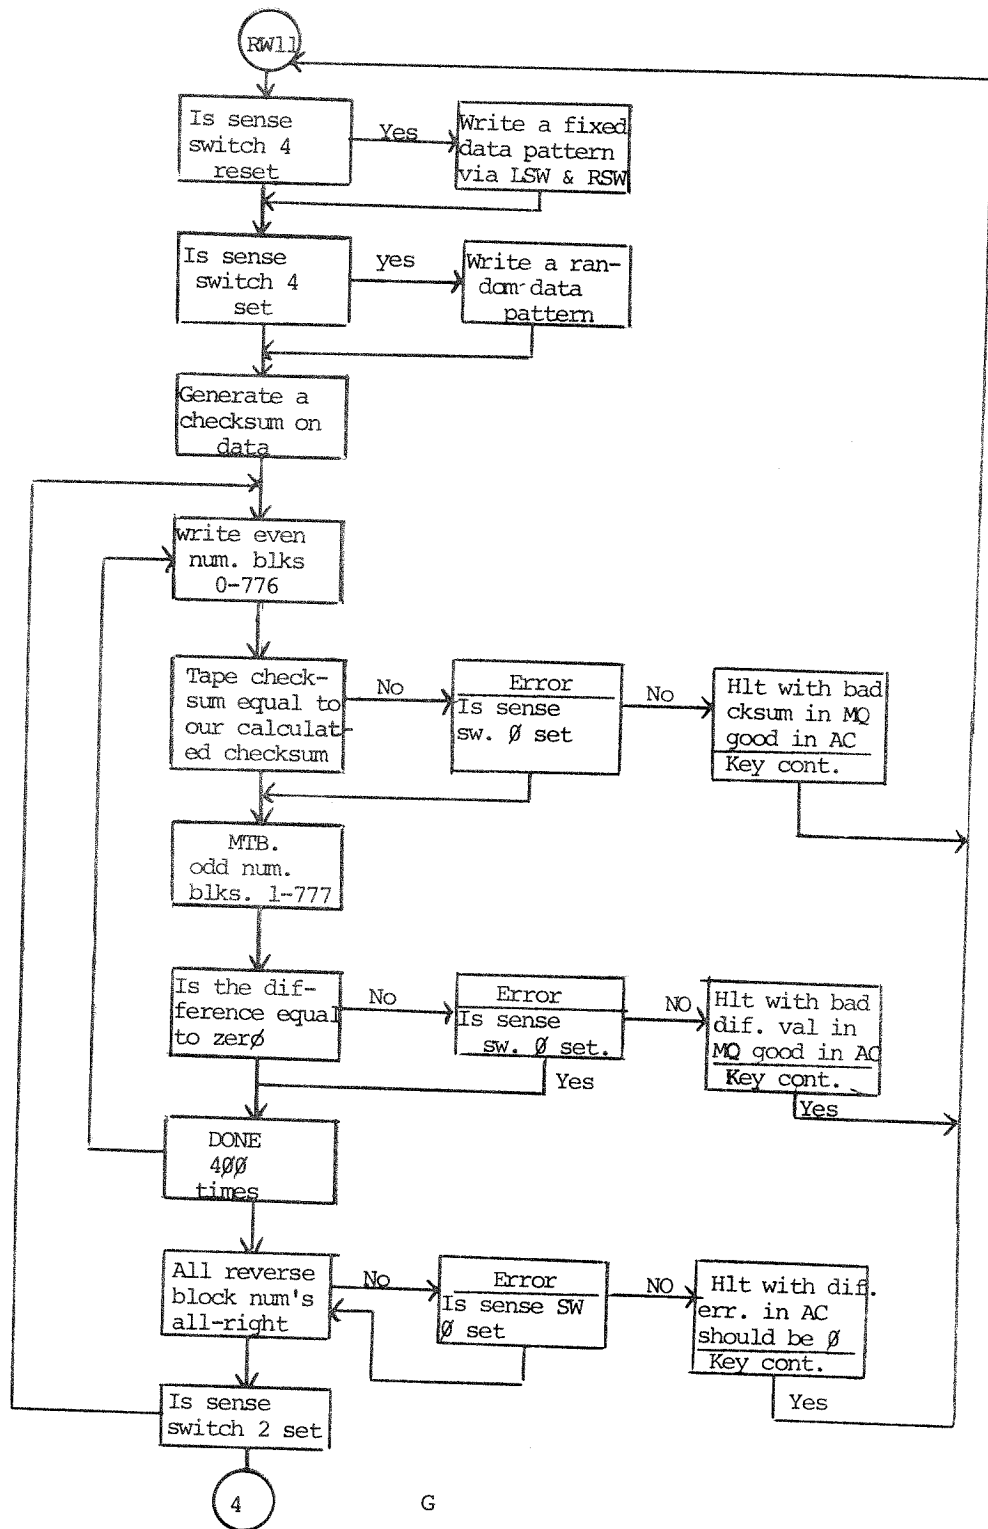 RW11
Is sense
switch 4
reset
Yes
Write a fixed
data pattern
via LSW & RSW
Is sense
switch 4
set
yes
Write a ran-
dom data
pattern
Generate a
checksum on
data
write even
num. blks
0-776
Tape check-
sum equal to
our calculat-
ed checksum
No
Error
Is sense
sw. Ø set
No
Hlt with bad
cksum in MQ
good in AC
Key cont.
MTB.
odd num.
blks. 1-777
Is the dif-
ference equal
to zerø
No
Error
Is sense
sw. Ø set.
Yes
NO
Hlt with bad
dif. val in
MQ good in AC
Key cont.
Yes
DONE
4ØØ
times
All reverse
block num's
all-right
No
Error
Is sense SW
Ø set
NO
Hlt with dif.
err. in AC
should be Ø
Key cont.
Yes
Is sense
switch 2 set
4
G